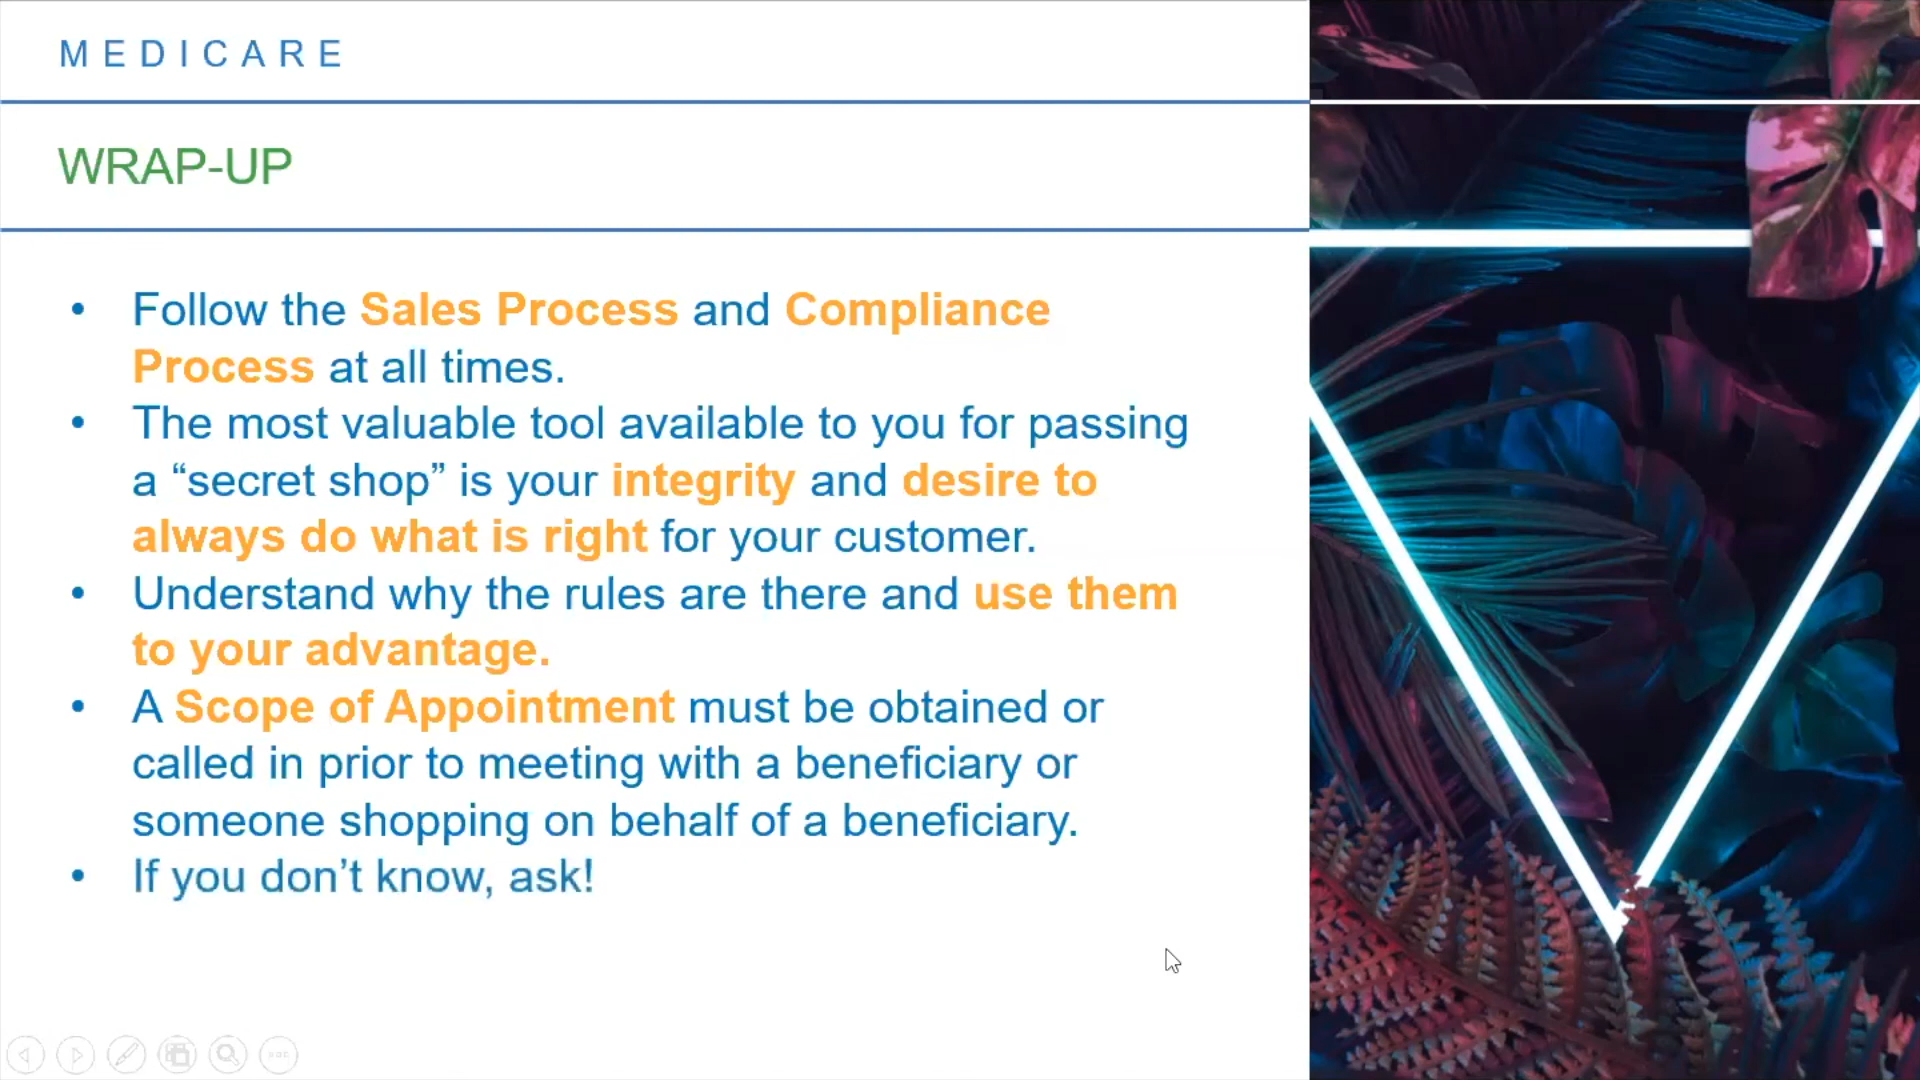 MEDICARE
WRAP-UP
• Follow the Sales Process and Compliance
Process at all times.
• The most valuable tool available to you for passing
a “secret shop” is your integrity and desire to
always do what is right for your customer.
• Understand why the rules are there and use them
to your advantage.
• A Scope of Appointment must be obtained or
called in prior to meeting with a beneficiary or
someone shopping on behalf of a beneficiary.
• If you don’t know, ask!